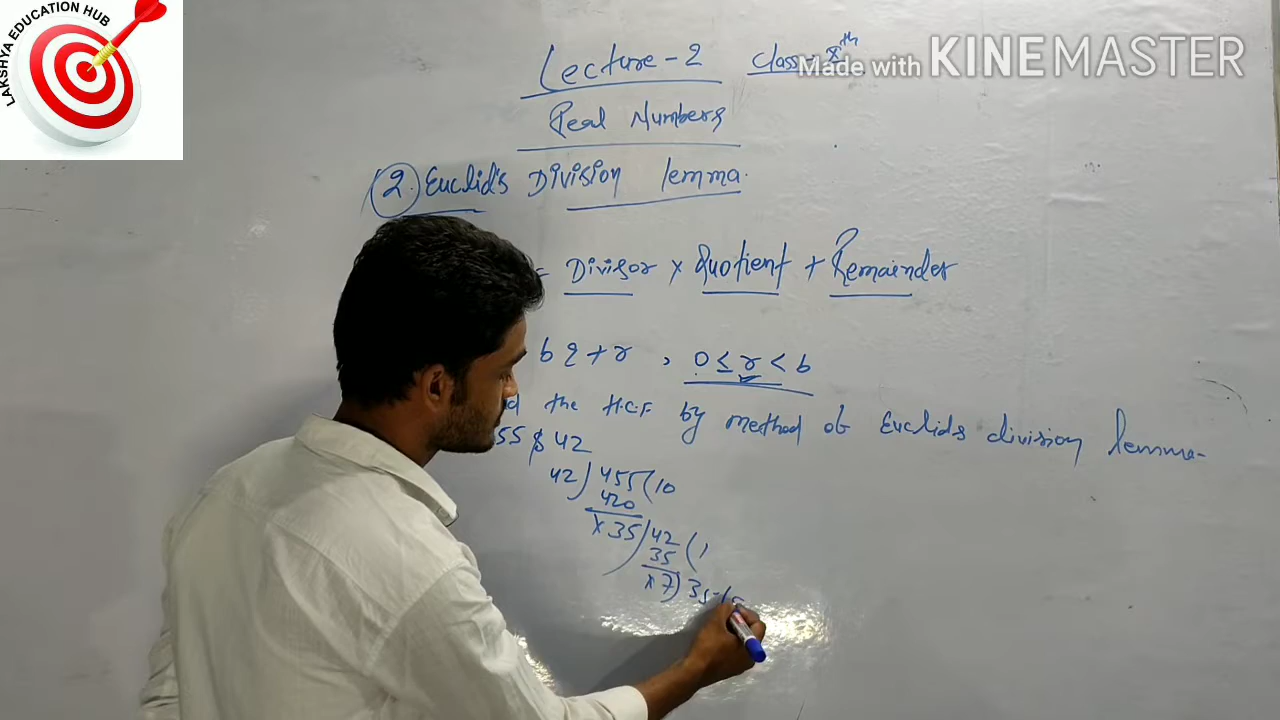 LAKSHYA EDUCATION HUB
Made with KINEMASTER
Lecture-2 Class-X th
Real Numbers
2. Euclid's Division lemma.
= Divisor × Quotient + Remainder
bq + r , 0 ≤ r < b
the H.C.F by method of Euclids division lemma-
55 & 42
42 ) 455 ( 10
420
× 35 ) 42 ( 1
35
× 7 ) 35 ( 5